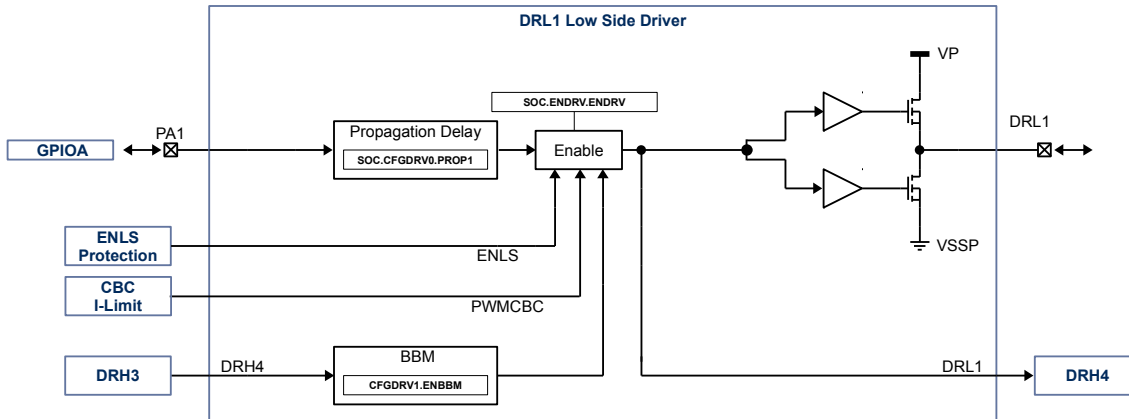 DRL1 Low Side Driver
VP
SOC.ENDRV.ENDRV
PA1
Propagation Delay
DRL1
GPIOA
SOC.CFGDRV0.PROP1
Enable
ENLS
Protection
ENLS
VSSP
CBC
I-Limit
PWMCBC
BBM
DRH3
DRH4
CFGDRV1.ENBBM
DRL1
DRH4